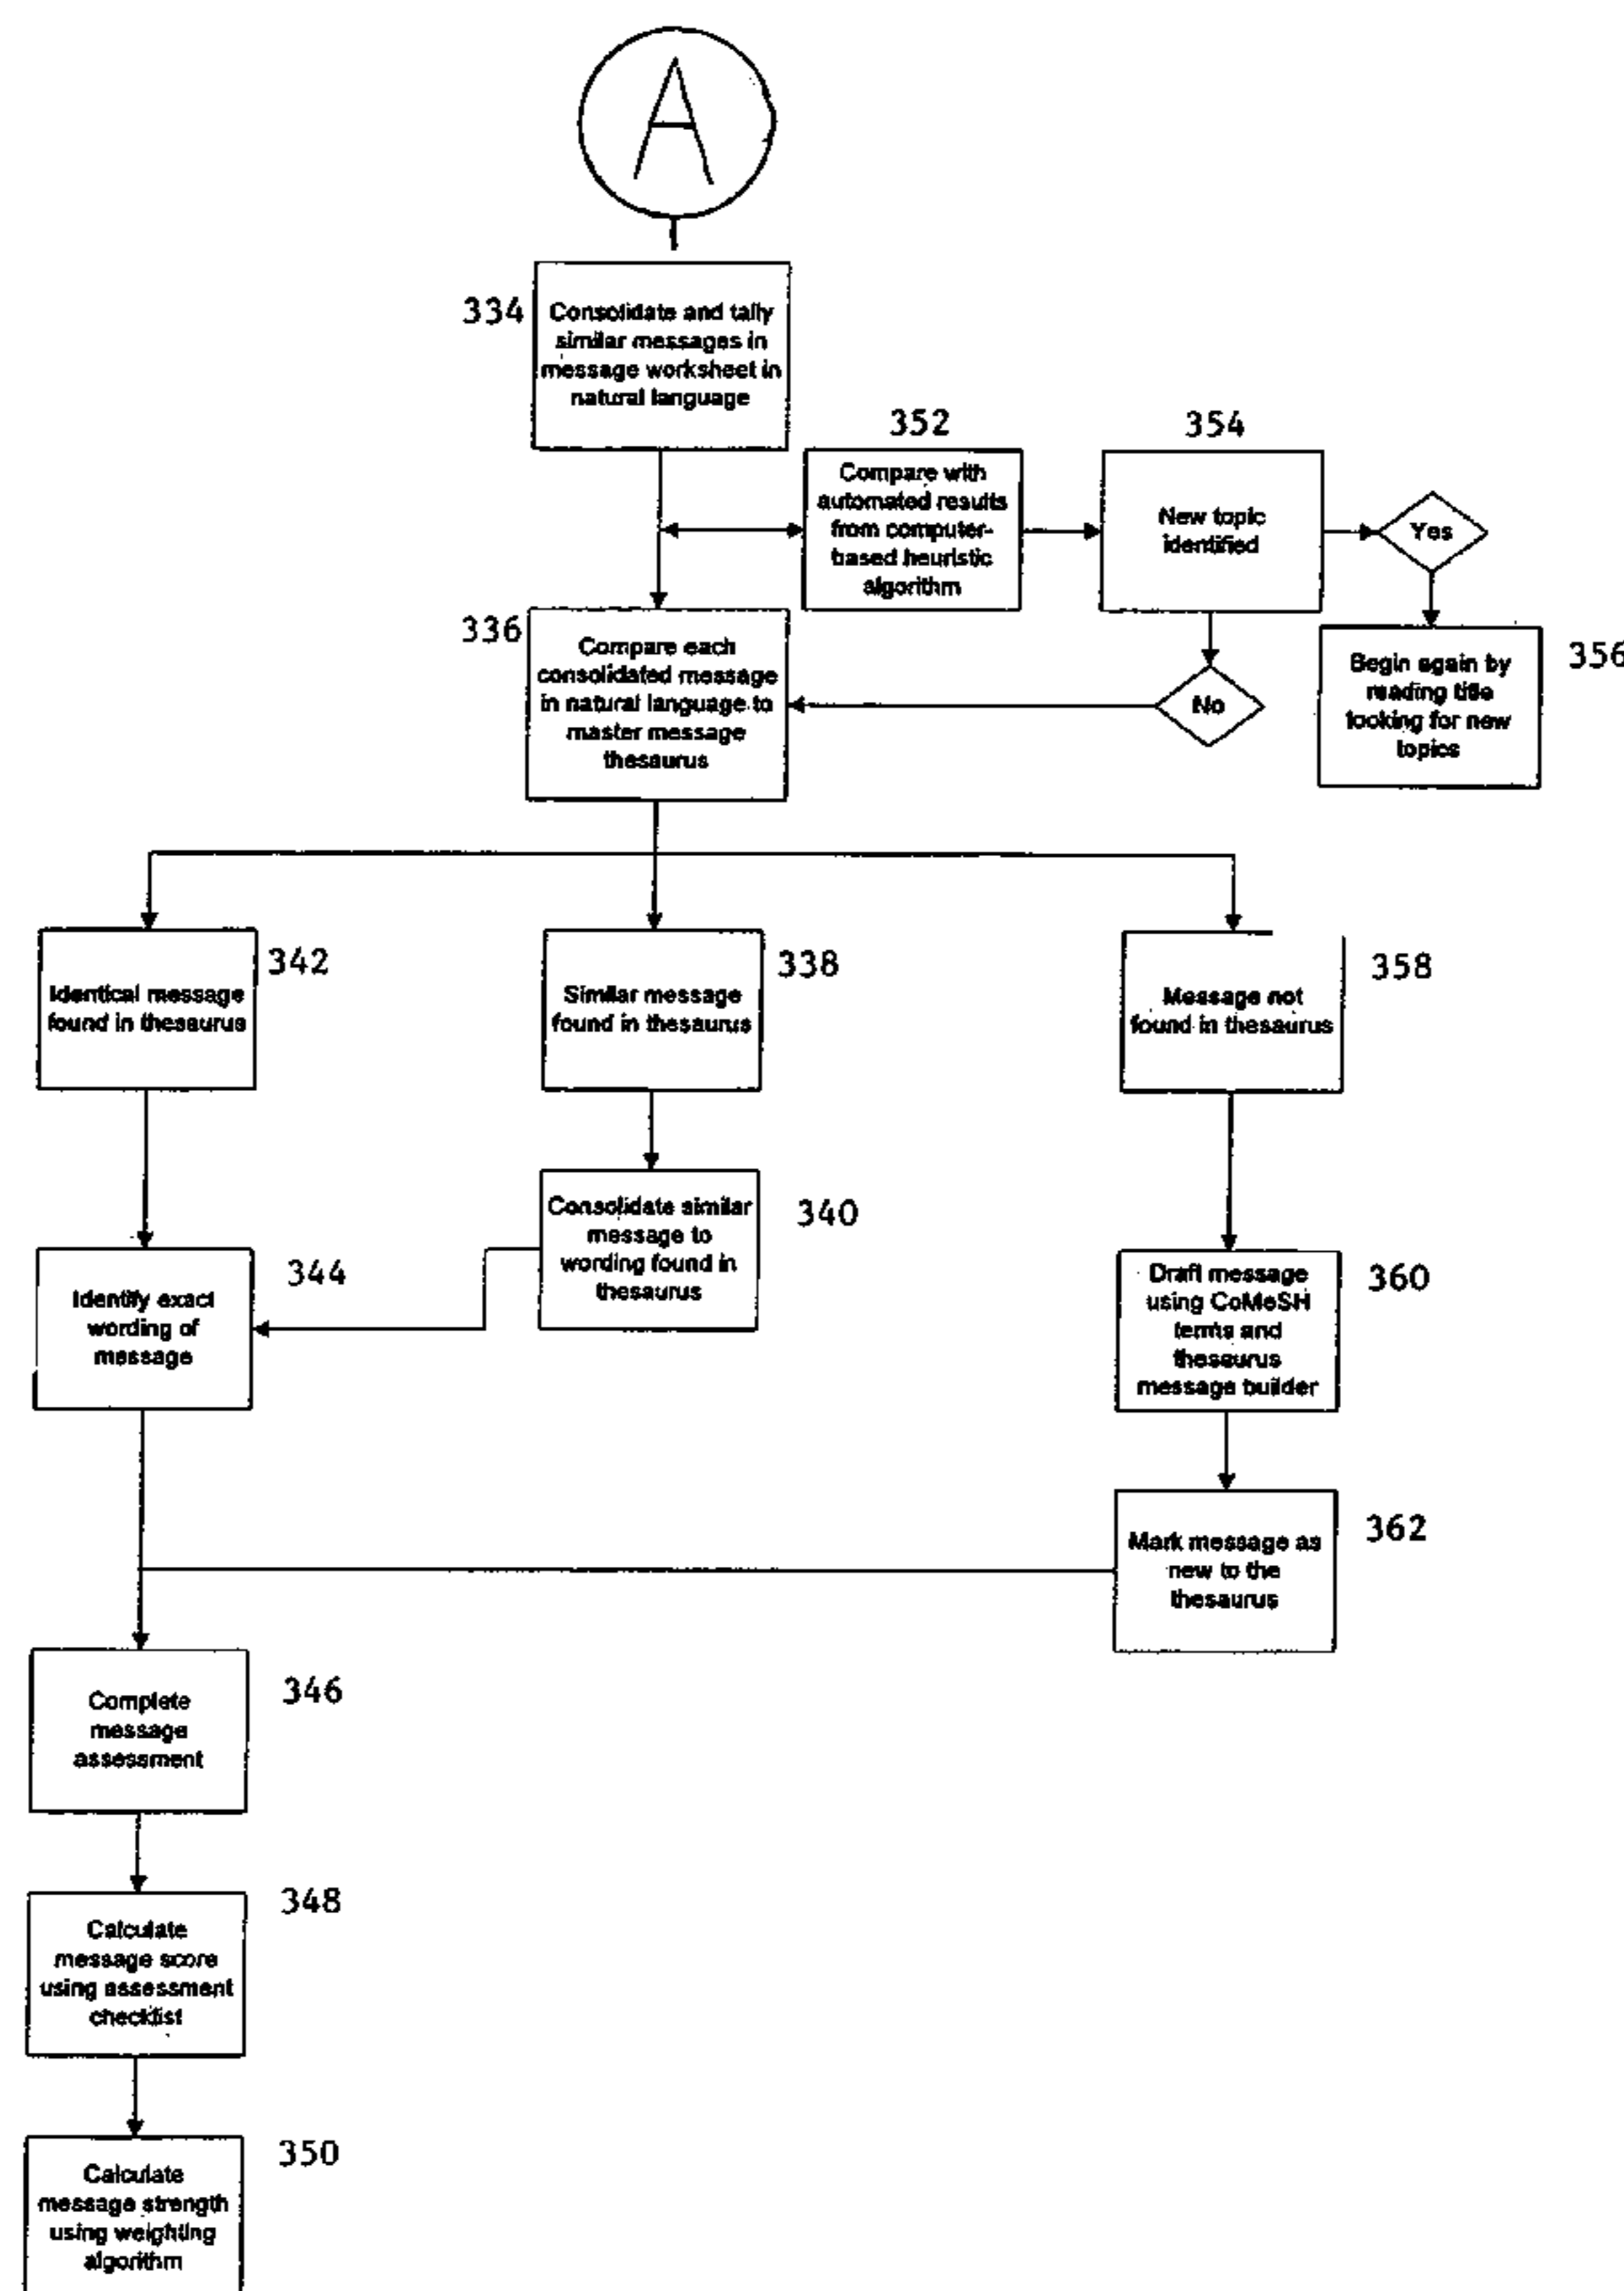 A
334
Consolidate and tally
similar messages in
message worksheet in
natural language
352
Compare with
automated results
from computer-
based heuristic
algorithm
354
New topic
identified
Yes
336
Compare each
consolidated message
in natural language to
master message
thesaurus
No
Begin again by
reading title
looking for new
topics
356
Identical message
found in thesaurus
342
Similar message
found in thesaurus
338
Message not
found in thesaurus
358
Consolidate similar
message to
wording found in
thesaurus
340
Identify exact
wording of
message
344
Draft message
using CoMeSH
terms and
thesaurus
message builder
360
Mark message as
new to the
thesaurus
362
Complete
message
assessment
346
Calculate
message score
using assessment
checklist
348
Calculate
message strength
using weighting
algorithm
350